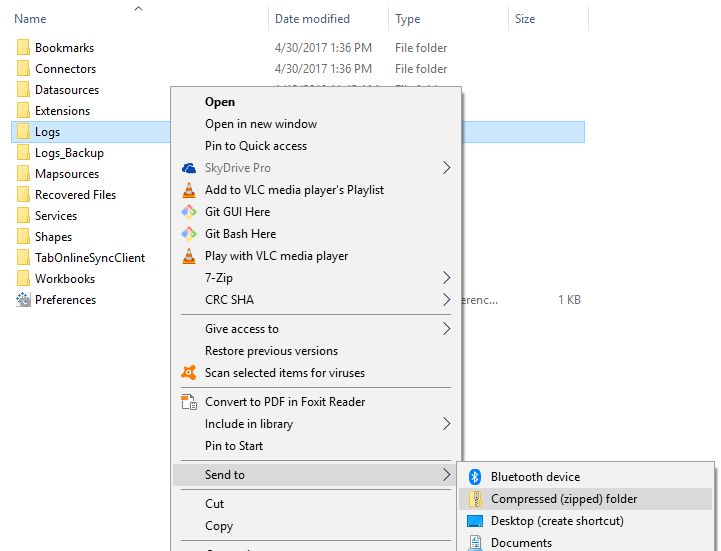 Name Date modified Type Size
Bookmarks 4/30/2017 1:36 PM File folder
Connectors 4/30/2017 1:36 PM File folder
Datasources
Extensions
Logs
Logs_Backup
Mapsources
Recovered Files
Services
Shapes
TabOnlineSyncClient
Workbooks
Preferences erenc... 1 KB
Open
Open in new window
Pin to Quick access
SkyDrive Pro
Add to VLC media player's Playlist
Git GUI Here
Git Bash Here
Play with VLC media player
7-Zip
CRC SHA
Give access to
Restore previous versions
Scan selected items for viruses
Convert to PDF in Foxit Reader
Include in library
Pin to Start
Send to
Cut
Copy
Bluetooth device
Compressed (zipped) folder
Desktop (create shortcut)
Documents